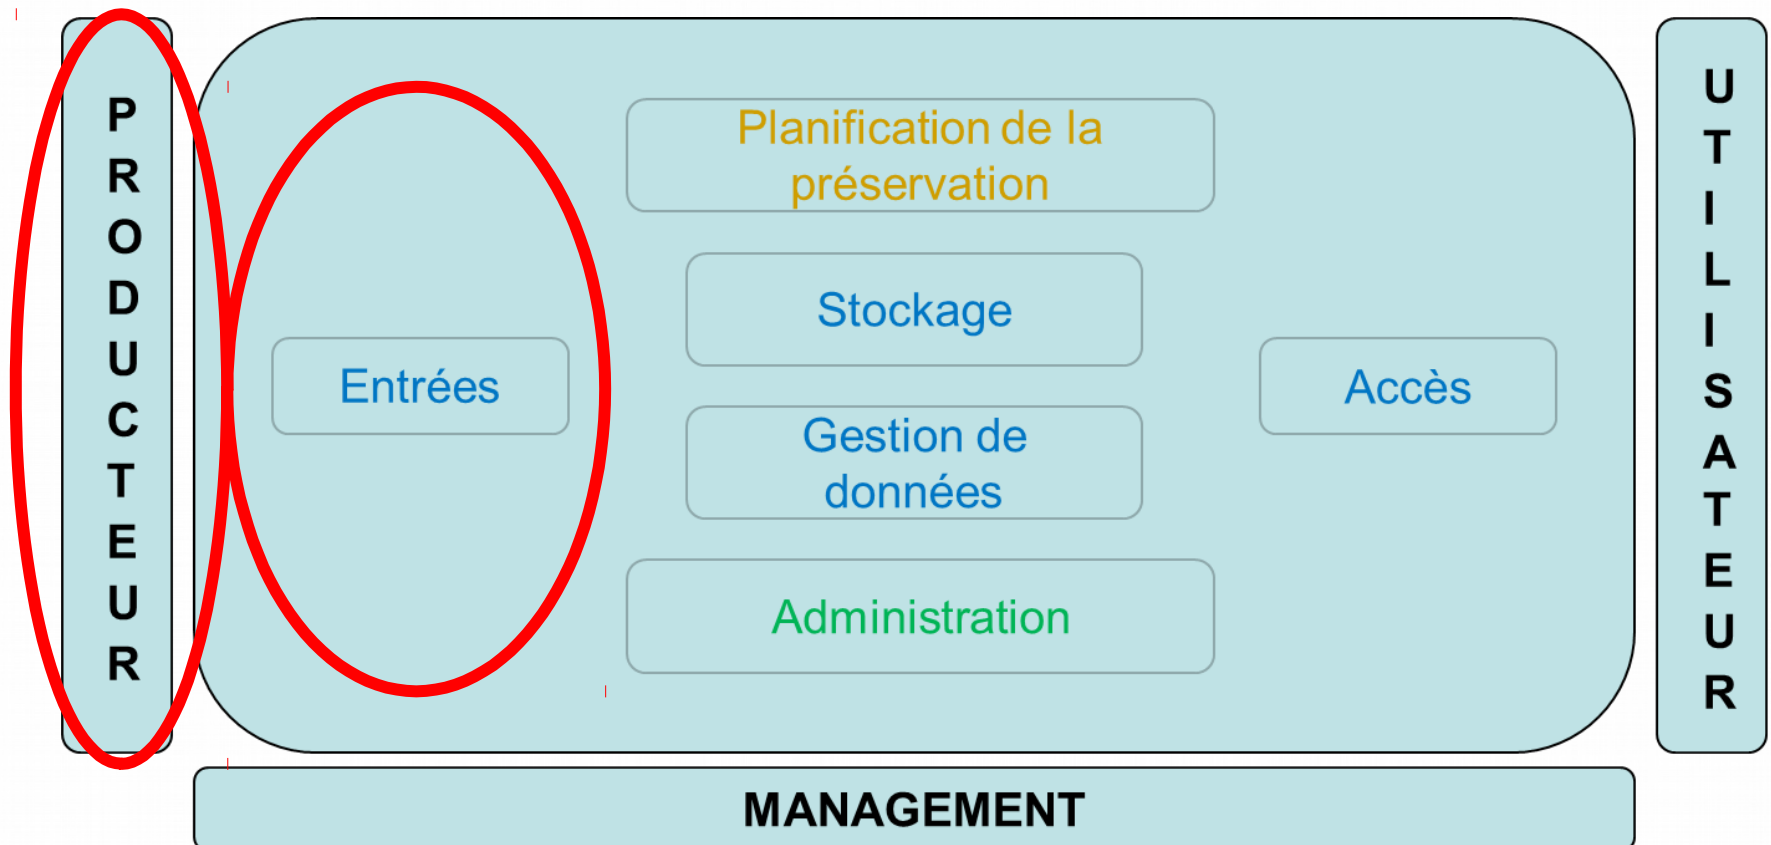 PRODUCTEUR
Planification de la
préservation
Stockage
Entrées
Gestion de
données
Accès
Administration
UTILISATEUR
MANAGEMENT